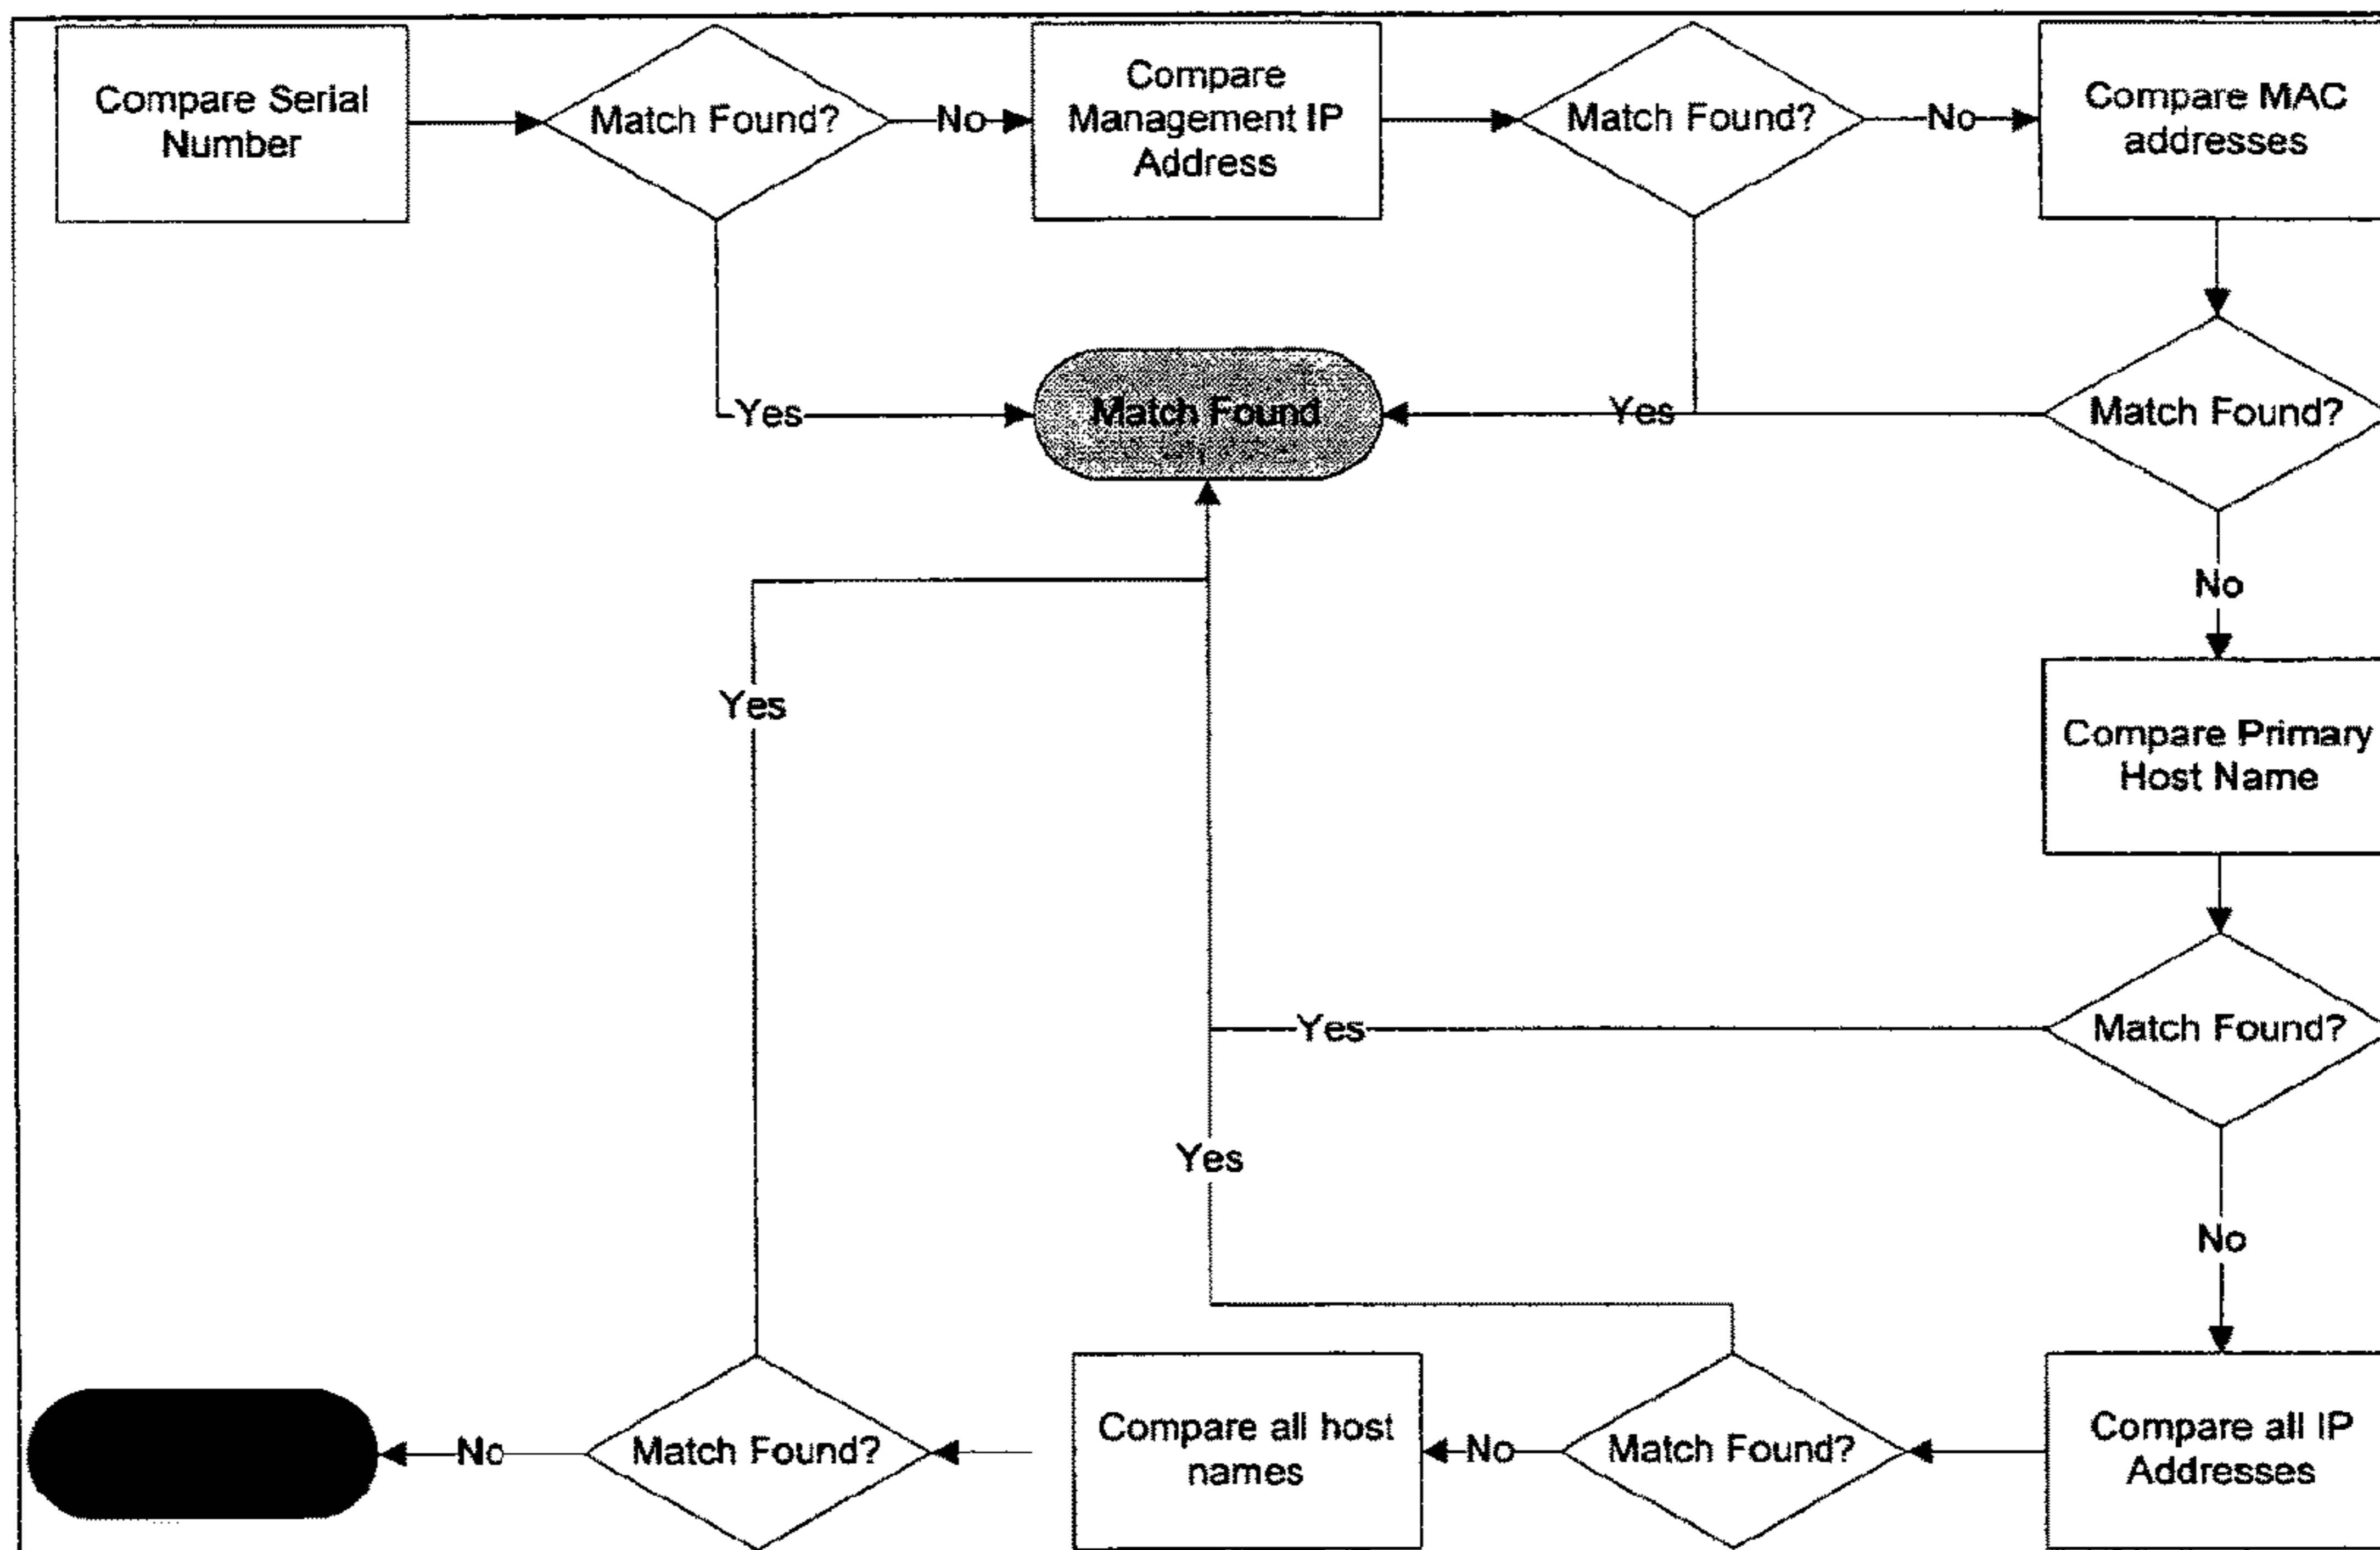 Compare Serial
Number
Match Found?
No
Compare
Management IP
Address
Match Found?
No
Compare MAC
addresses
Yes
Match Found
Yes
Match Found?
No
Yes
Compare Primary
Host Name
Yes
Match Found?
Yes
No
Match Found?
No
Compare all host
names
No
Match Found?
Compare all IP
Addresses